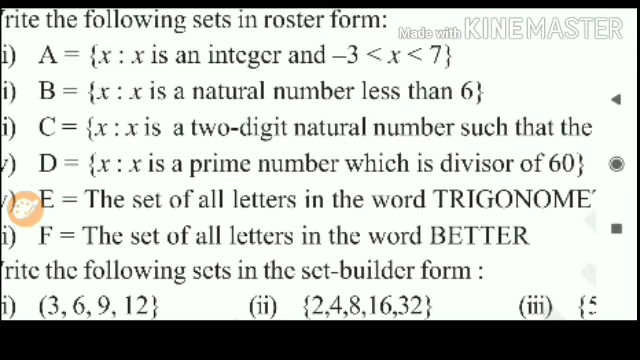 rite the following sets in roster form:
Made with KINEMASTER
i) A = {x : x is an integer and –3 < x < 7}
i) B = {x : x is a natural number less than 6}
i) C = {x : x is a two-digit natural number such that the
) D = {x : x is a prime number which is divisor of 60}
) E = The set of all letters in the word TRIGONOME
i) F = The set of all letters in the word BETTER
rite the following sets in the set-builder form :
i) (3, 6, 9, 12} (ii) {2,4,8,16,32} (iii) {5